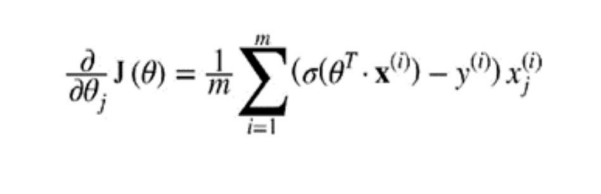 ∂/∂θ_j J(θ) = 1/m ∑_{i=1}^{m} (σ(θ^T · x^(i)) − y^(i)) x_j^(i)